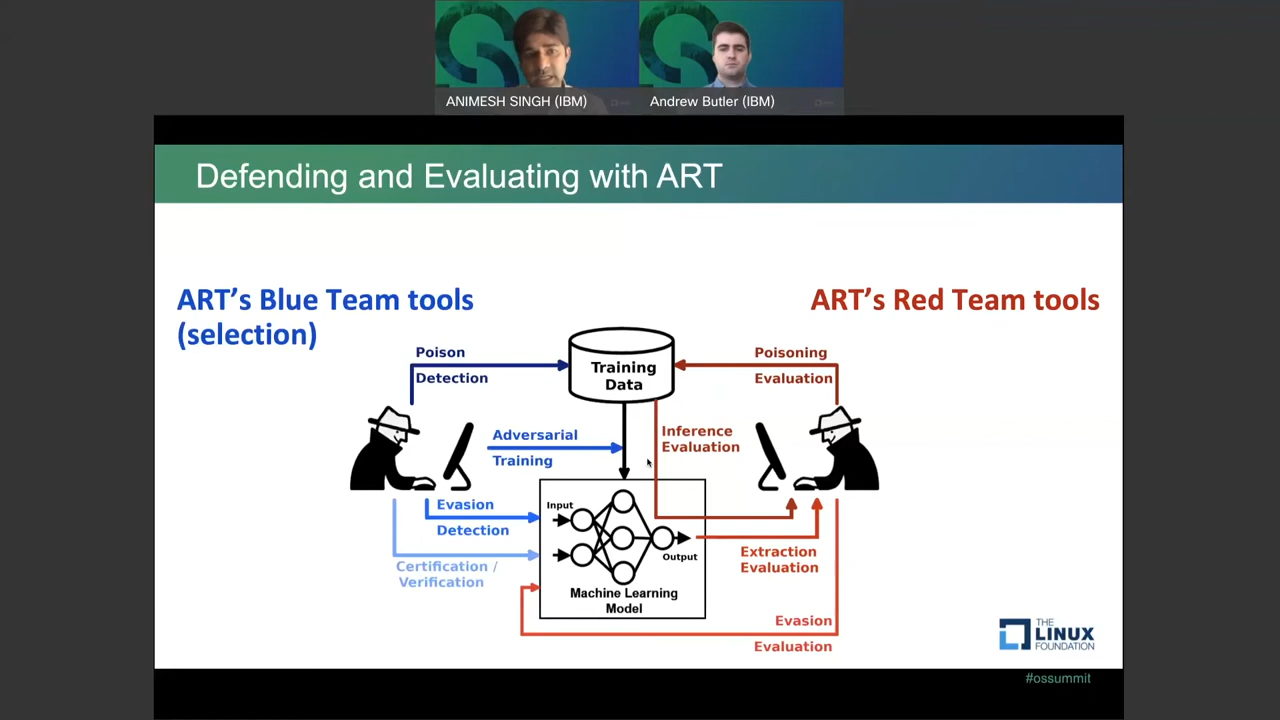 ANIMESH SINGH (IBM)
Andrew Butler (IBM)
Defending and Evaluating with ART
ART's Blue Team tools
(selection)
ART's Red Team tools
Poison
Detection
Training
Data
Poisoning
Evaluation
Adversarial
Training
Inference
Evaluation
Evasion
Detection
Input
Output
Certification /
Verification
Machine Learning
Model
Extraction
Evaluation
Evasion
Evaluation
THE
LINUX
FOUNDATION
#ossummit